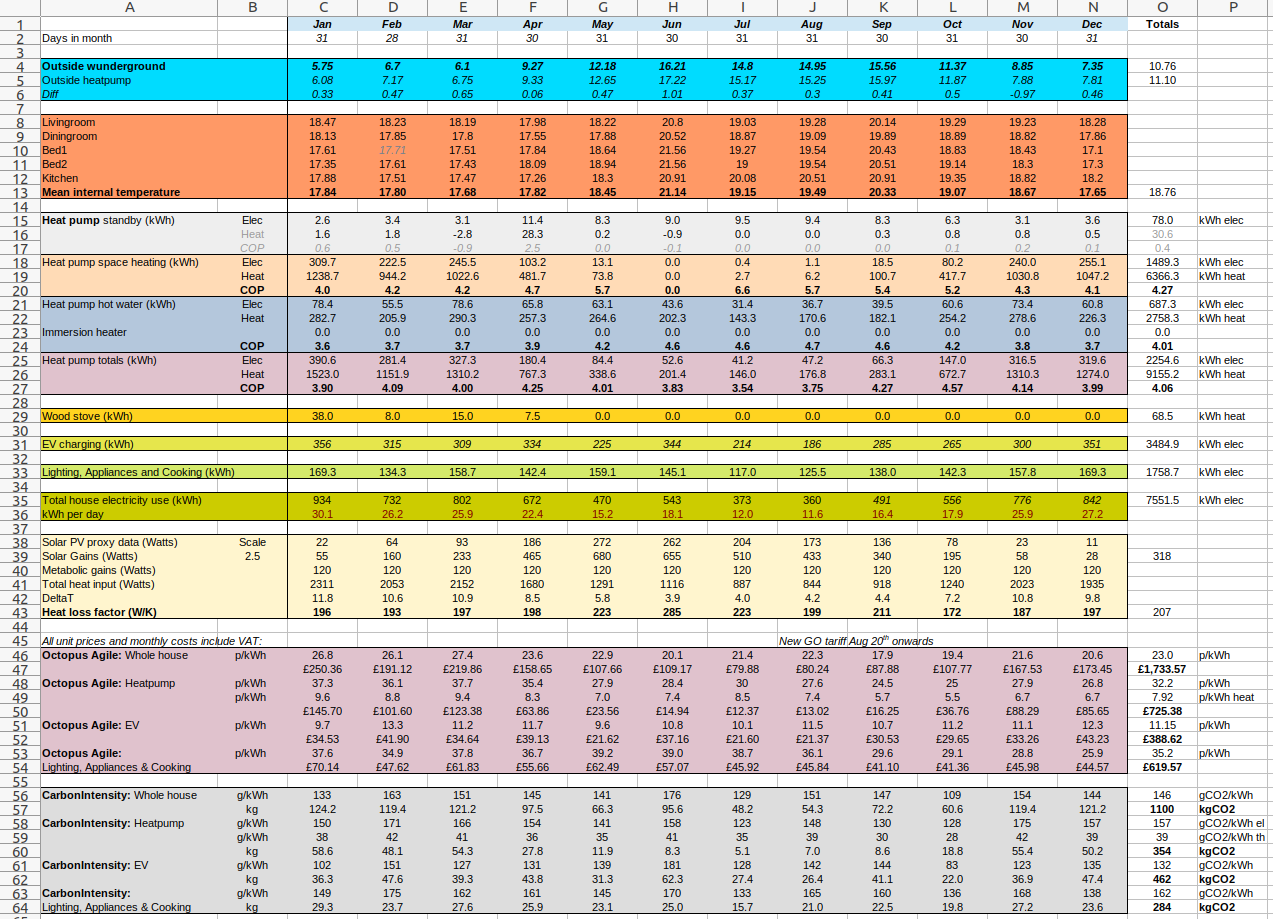 A B C D E F G H I J K L M N O P
1 Jan Feb Mar Apr May Jun Jul Aug Sep Oct Nov Dec Totals
2 Days in month 31 28 31 30 31 30 31 31 30 31 30 31
3
4 Outside wunderground 5.75 6.7 6.1 9.27 12.18 16.21 14.8 14.95 15.56 11.37 8.85 7.35 10.76
5 Outside heatpump 6.08 7.17 6.75 9.33 12.65 17.22 15.17 15.25 15.97 11.87 7.88 7.81 11.10
6 Diff 0.33 0.47 0.65 0.06 0.47 1.01 0.37 0.3 0.41 0.5 -0.97 0.46
7
8 Livingroom 18.47 18.23 18.19 17.98 18.22 20.8 19.03 19.28 20.14 19.29 19.23 18.28
9 Diningroom 18.13 17.85 17.8 17.55 17.88 20.52 18.87 19.09 19.89 18.89 18.82 17.86
10 Bed1 17.61 17.71 17.51 17.84 18.64 21.56 19.27 19.54 20.43 18.83 18.43 17.1
11 Bed2 17.35 17.61 17.43 18.09 18.94 21.56 19 19.54 20.51 19.14 18.3 17.3
12 Kitchen 17.88 17.51 17.47 17.26 18.3 20.91 20.08 20.51 20.91 19.35 18.82 18.2
13 Mean internal temperature 17.84 17.80 17.68 17.82 18.45 21.14 19.15 19.49 20.33 19.07 18.67 17.65 18.76
14
15 Heat pump standby (kWh) Elec 2.6 3.4 3.1 11.4 8.3 9.0 9.5 9.4 8.3 6.3 3.1 3.6 78.0 kWh elec
16 Heat 1.6 1.8 -2.8 28.3 0.2 -0.9 0.0 0.0 0.3 0.8 0.8 0.5 30.6
17 COP 0.6 0.5 -0.9 2.5 0.0 -0.1 0.0 0.0 0.0 0.1 0.2 0.1 0.4
18 Heat pump space heating (kWh) Elec 309.7 222.5 245.5 103.2 13.1 0.0 0.4 1.1 18.5 80.2 240.0 255.1 1489.3 kWh elec
19 Heat 1238.7 944.2 1022.6 481.7 73.8 0.0 2.7 6.2 100.7 417.7 1030.8 1047.2 6366.3 kWh heat
20 COP 4.0 4.2 4.2 4.7 5.7 0.0 6.6 5.7 5.4 5.2 4.3 4.1 4.27
21 Heat pump hot water (kWh) Elec 78.4 55.5 78.6 65.8 63.1 43.6 31.4 36.7 39.5 60.6 73.4 60.8 687.3 kWh elec
22 Heat 282.7 205.9 290.3 257.3 264.6 202.3 143.3 170.6 182.1 254.2 278.6 226.3 2758.3 kWh heat
23 Immersion heater 0.0 0.0 0.0 0.0 0.0 0.0 0.0 0.0 0.0 0.0 0.0 0.0 0.0
24 COP 3.6 3.7 3.7 3.9 4.2 4.6 4.6 4.7 4.6 4.2 3.8 3.7 4.01
25 Heat pump totals (kWh) Elec 390.6 281.4 327.3 180.4 84.4 52.6 41.2 47.2 66.3 147.0 316.5 319.6 2254.6 kWh elec
26 Heat 1523.0 1151.9 1310.2 767.3 338.6 201.4 146.0 176.8 283.1 672.7 1310.3 1274.0 9155.2 kWh heat
27 COP 3.90 4.09 4.00 4.25 4.01 3.83 3.54 3.75 4.27 4.57 4.14 3.99 4.06
28
29 Wood stove (kWh) 38.0 8.0 15.0 7.5 0.0 0.0 0.0 0.0 0.0 0.0 0.0 0.0 68.5 kWh heat
30
31 EV charging (kWh) 356 315 309 334 225 344 214 186 285 265 300 351 3484.9 kWh elec
32
33 Lighting, Appliances and Cooking (kWh) 169.3 134.3 158.7 142.4 159.1 145.1 117.0 125.5 138.0 142.3 157.8 169.3 1758.7 kWh elec
34
35 Total house electricity use (kWh) 934 732 802 672 470 543 373 360 491 556 776 842 7551.5 kWh elec
36 kWh per day 30.1 26.2 25.9 22.4 15.2 18.1 12.0 11.6 16.4 17.9 25.9 27.2
37
38 Solar PV proxy data (Watts) Scale 22 64 93 186 272 262 204 173 136 78 23 11
39 Solar Gains (Watts) 2.5 55 160 233 465 680 655 510 433 340 195 58 28 318
40 Metabolic gains (Watts) 120 120 120 120 120 120 120 120 120 120 120 120
41 Total heat input (Watts) 2311 2053 2152 1680 1291 1116 887 844 918 1240 2023 1935
42 DeltaT 11.8 10.6 10.9 8.5 5.8 3.9 4.0 4.2 4.4 7.2 10.8 9.8
43 Heat loss factor (W/K) 196 193 197 198 223 285 223 199 211 172 187 197 207
44
45 All unit prices and monthly costs include VAT: New GO tariff Aug 20th onwards
46 Octopus Agile: Whole house p/kWh 26.8 26.1 27.4 23.6 22.9 20.1 21.4 22.3 17.9 19.4 21.6 20.6 23.0 p/kWh
47 £250.36 £191.12 £219.86 £158.65 £107.66 £109.17 £79.88 £80.24 £87.88 £107.77 £167.53 £173.45 £1,733.57
48 Octopus Agile: Heatpump p/kWh 37.3 36.1 37.7 35.4 27.9 28.4 30 27.6 24.5 25 27.9 26.8 32.2 p/kWh
49 p/kWh 9.6 8.8 9.4 8.3 7.0 7.4 8.5 7.4 5.7 5.5 6.7 6.7 7.92 p/kWh heat
50 £145.70 £101.60 £123.38 £63.86 £23.56 £14.94 £12.37 £13.02 £16.25 £36.76 £88.29 £85.65 £725.38
51 Octopus Agile: EV p/kWh 9.7 13.3 11.2 11.7 9.6 10.8 10.1 11.5 10.7 11.2 11.1 12.3 11.15 p/kWh
52 £34.53 £41.90 £34.64 £39.13 £21.62 £37.16 £21.60 £21.37 £30.53 £29.65 £33.26 £43.23 £388.62
53 Octopus Agile: p/kWh 37.6 34.9 37.8 36.7 39.2 39.0 38.7 36.1 29.6 29.1 28.8 25.9 35.2 p/kWh
54 Lighting, Appliances & Cooking £70.14 £47.62 £61.83 £55.66 £62.49 £57.07 £45.92 £45.84 £41.10 £41.36 £45.98 £44.57 £619.57
55
56 CarbonIntensity: Whole house g/kWh 133 163 151 145 141 176 129 151 147 109 154 144 146 gCO2/kWh
57 kg 124.2 119.4 121.2 97.5 66.3 95.6 48.2 54.3 72.2 60.6 119.4 121.2 1100 kgCO2
58 CarbonIntensity: Heatpump g/kWh 150 171 166 154 141 158 123 148 130 128 175 157 157 gCO2/kWh el
59 g/kWh 38 42 41 36 35 41 35 39 30 28 42 39 39 gCO2/kWh th
60 kg 58.6 48.1 54.3 27.8 11.9 8.3 5.1 7.0 8.6 18.8 55.4 50.2 354 kgCO2
61 CarbonIntensity: EV g/kWh 102 151 127 131 139 181 128 142 144 83 123 135 132 gCO2/kWh
62 kg 36.3 47.6 39.3 43.8 31.3 62.3 27.4 26.4 41.1 22.0 36.9 47.4 462 kgCO2
63 CarbonIntensity: g/kWh 149 175 162 161 145 170 133 165 160 136 168 138 162 gCO2/kWh
64 Lighting, Appliances & Cooking kg 29.3 23.7 27.6 25.9 23.1 25.0 15.7 21.0 22.5 19.8 27.2 23.6 284 kgCO2